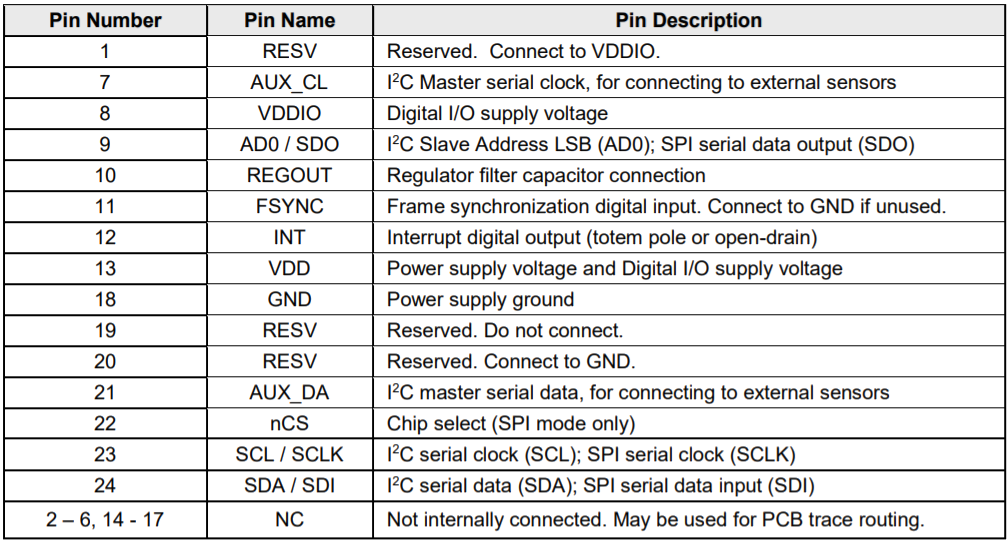 Pin Number Pin Name Pin Description
1 RESV Reserved. Connect to VDDIO.
7 AUX_CL I²C Master serial clock, for connecting to external sensors
8 VDDIO Digital I/O supply voltage
9 AD0 / SDO I²C Slave Address LSB (AD0); SPI serial data output (SDO)
10 REGOUT Regulator filter capacitor connection
11 FSYNC Frame synchronization digital input. Connect to GND if unused.
12 INT Interrupt digital output (totem pole or open-drain)
13 VDD Power supply voltage and Digital I/O supply voltage
18 GND Power supply ground
19 RESV Reserved. Do not connect.
20 RESV Reserved. Connect to GND.
21 AUX_DA I²C master serial data, for connecting to external sensors
22 nCS Chip select (SPI mode only)
23 SCL / SCLK I²C serial clock (SCL); SPI serial clock (SCLK)
24 SDA / SDI I²C serial data (SDA); SPI serial data input (SDI)
2 – 6, 14 - 17 NC Not internally connected. May be used for PCB trace routing.